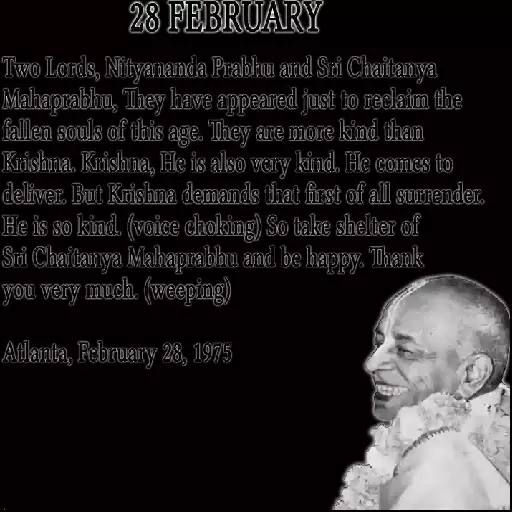 28 FEBRUARY
Two Lords, Nityananda Prabhu and Sri Chaitanya
Mahaprabhu, They have appeared just to reclaim the
fallen souls of this age. They are more kind than
Krishna. Krishna, He is also very kind. He comes to
deliver. But Krishna demands that first of all surrender.
He is so kind. (voice choking) So take shelter of
Sri Chaitanya Mahaprabhu and be happy. Thank
you very much. (weeping)
Atlanta, February 28, 1975